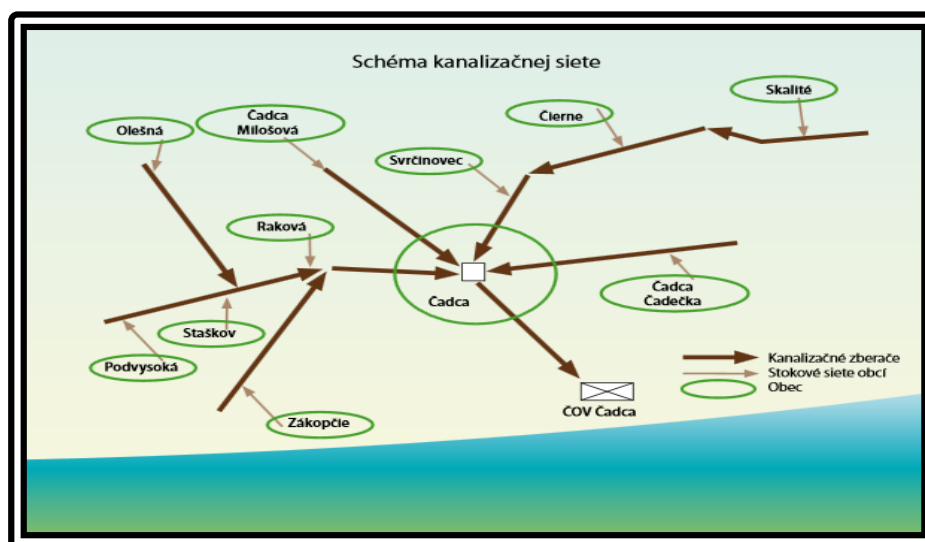 Schéma kanalizačnej siete
Skalité
Čierne
Čadca
Milošová
Olešná
Svrčinovec
Raková
Čadca
Čadca
Čadečka
Staškov
Podvysoká
Zákopčie
ČOV Čadca
Kanalizačné zberače
Stokové siete obcí
Obec